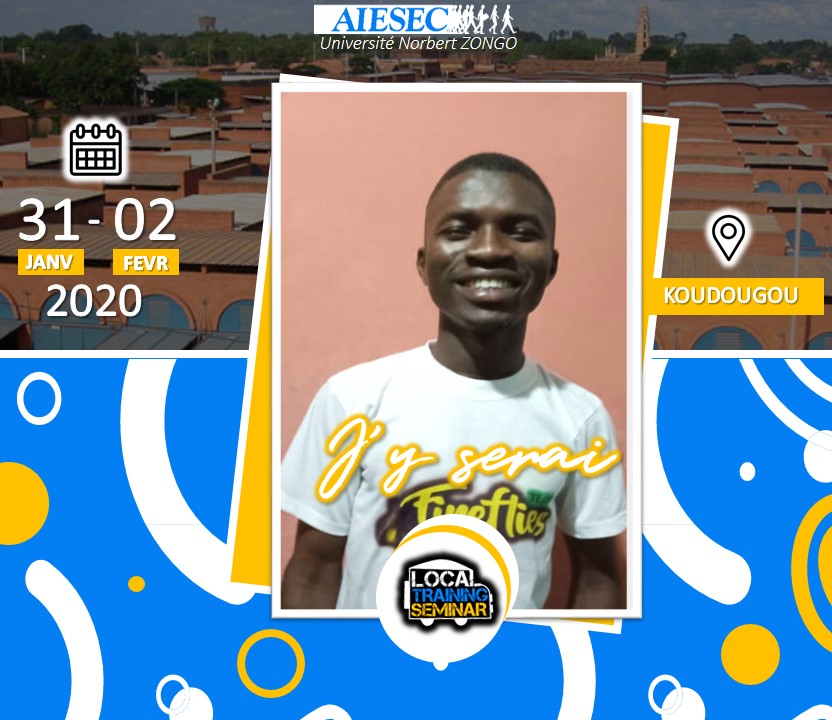 AIESEC
Université Norbert ZONGO
31 - 02
JANV FEVR
2020
KOUDOUGOU
J'y serai
Fireflies
LOCAL
TRAINING
SEMINAR